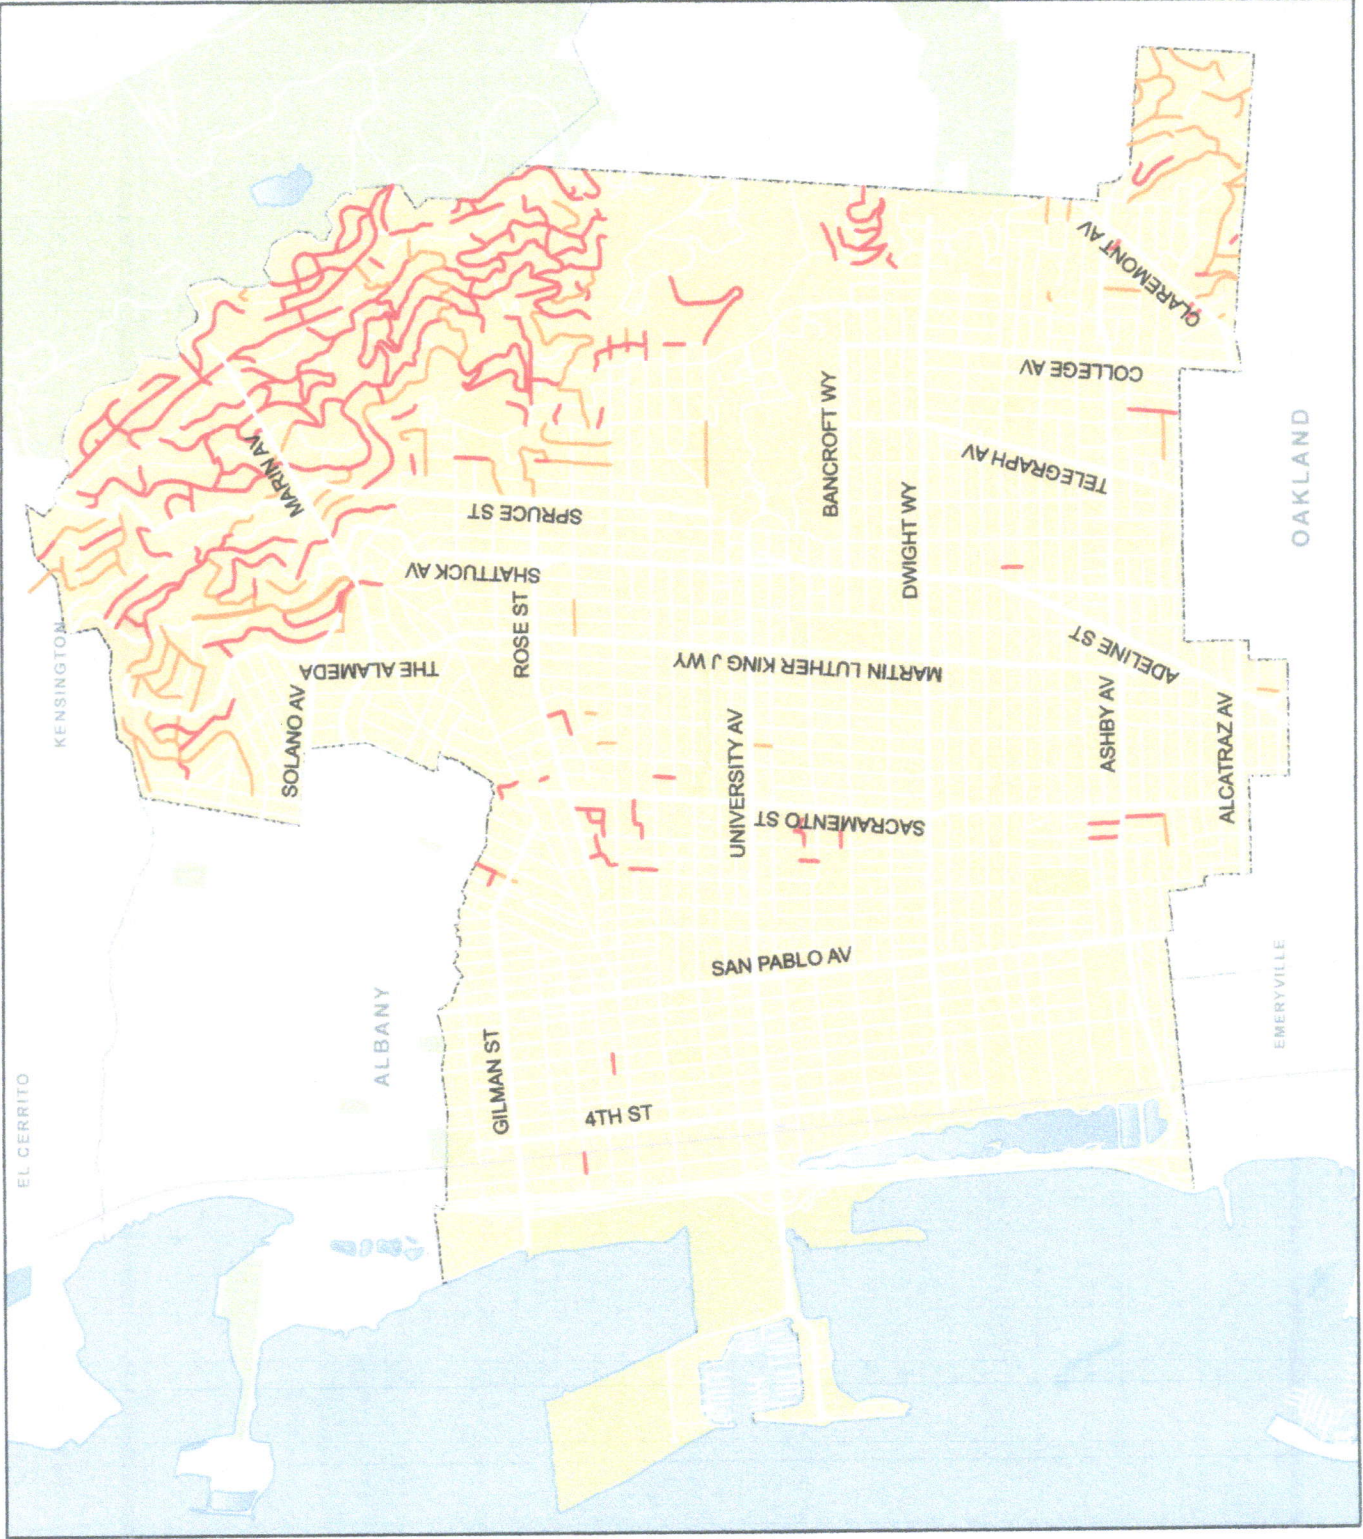 CLAREMONT AV
COLLEGE AV
BANCROFT WY
TELEGRAPH AV
OAKLAND
MARIN AV
SPRUCE ST
DWIGHT WY
SHATTUCK AV
ROSE ST
KENSINGTON
THE ALAMEDA
MARTIN LUTHER KING J WY
ADELINE ST
SOLANO AV
ASHBY AV
ALCATRAZ AV
UNIVERSITY AV
SACRAMENTO ST
SAN PABLO AV
ALBANY
EMERYVILLE
GILMAN ST
4TH ST
EL CERRITO